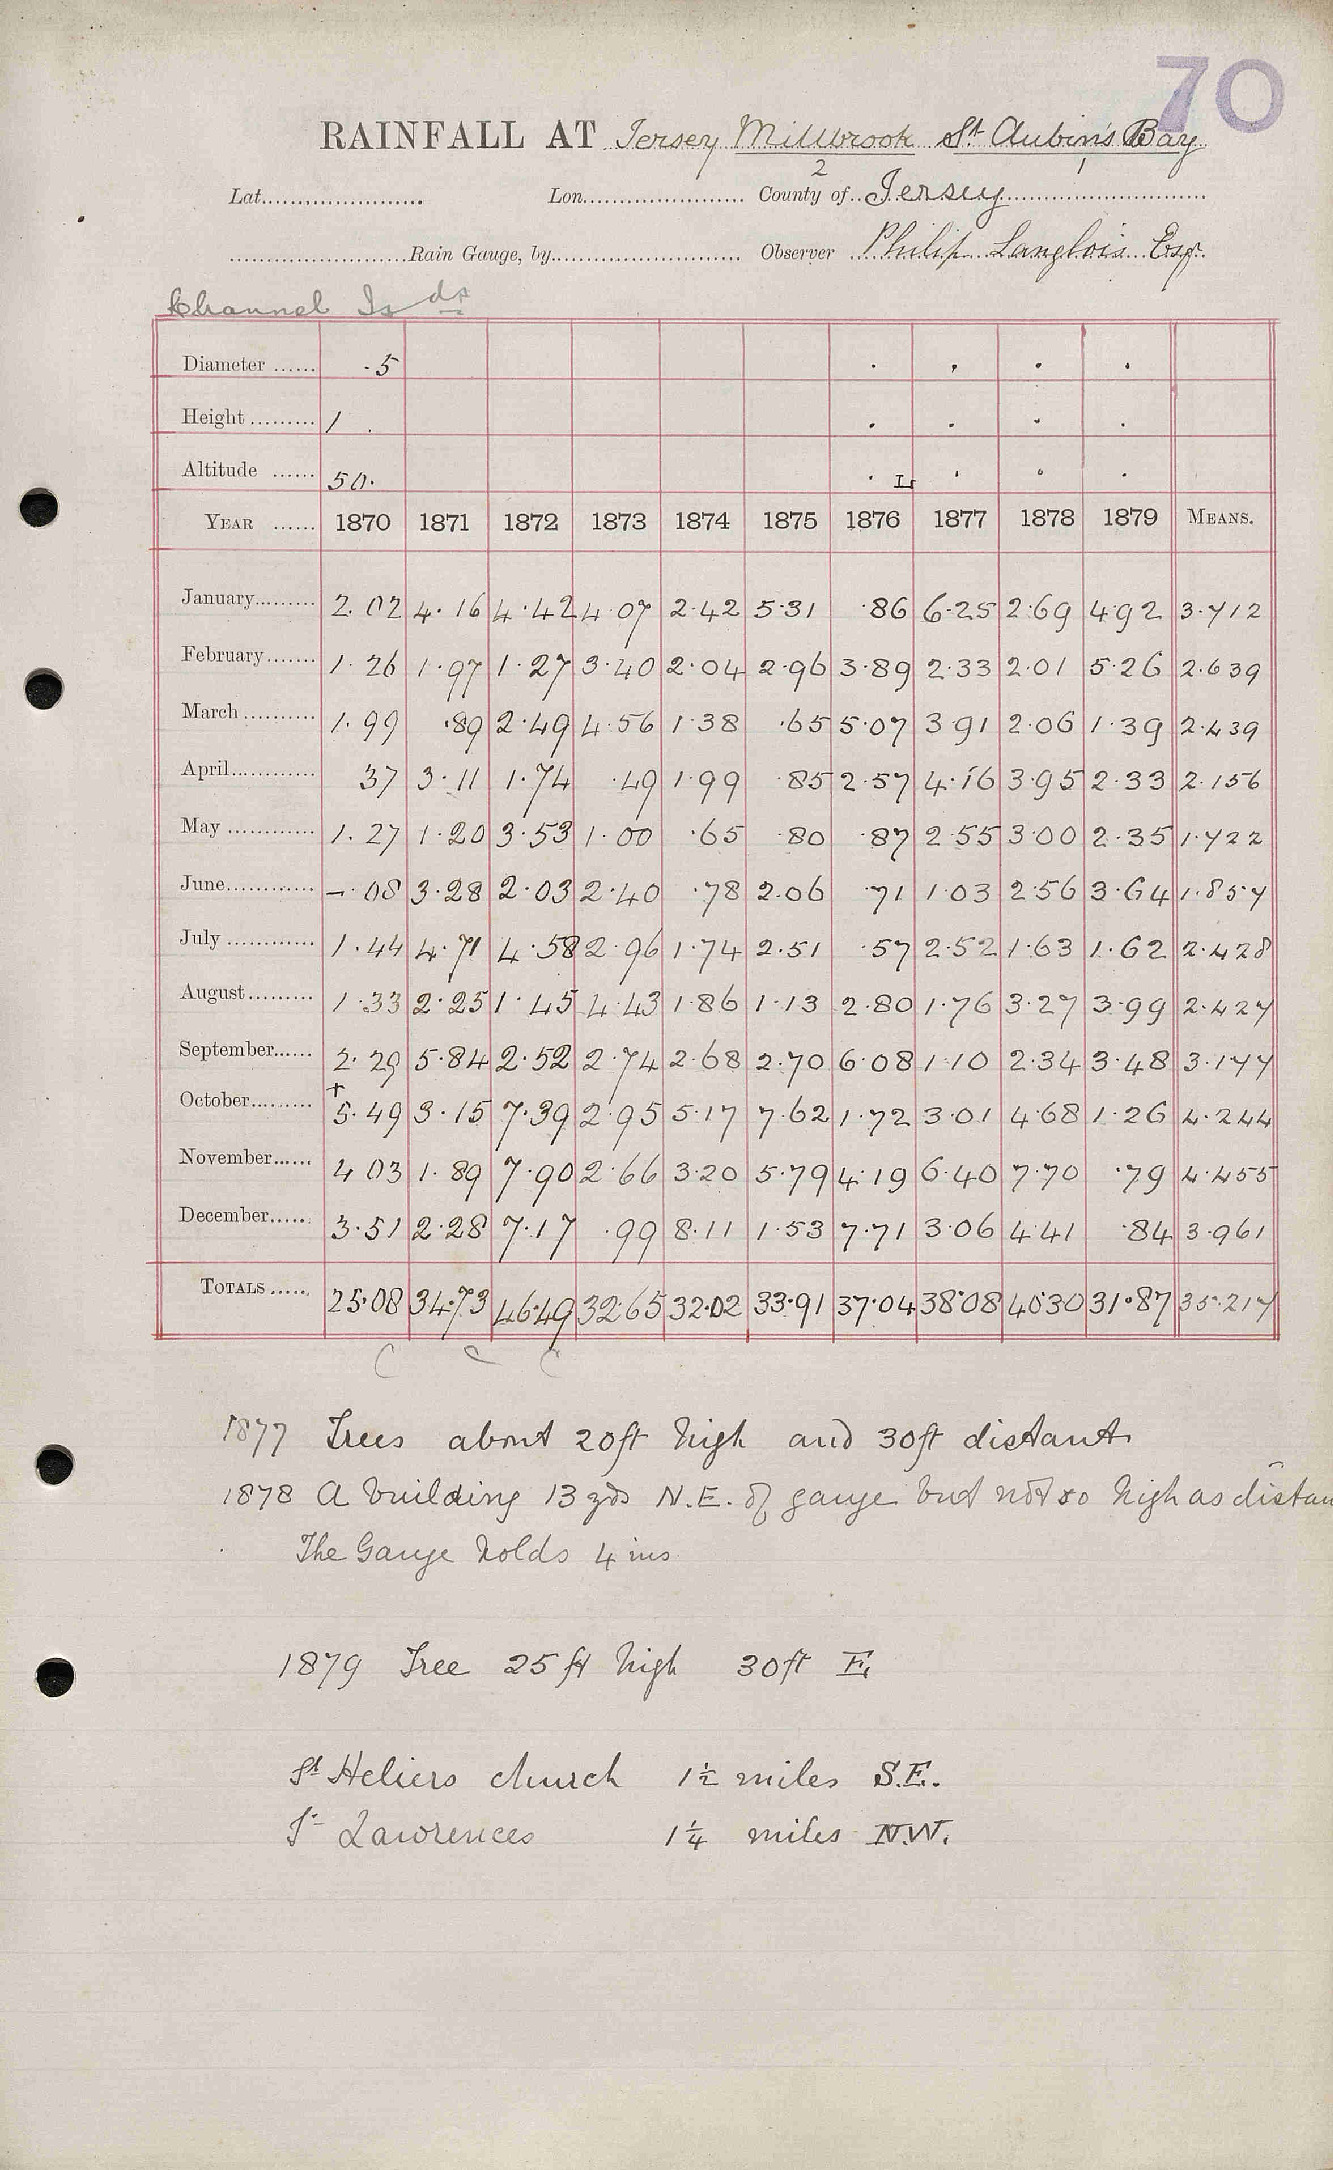 70
RAINFALL AT Jersey Millbrook St Aubin's Bay
2
Lat. Lon. County of Jersey
Rain Gauge, by Observer Philip Langlois Esqr.
Channel Isds
Diameter ...... ·5 · · · ·
Height ......... 1 . · · · ·
Altitude ...... 50. · · · ·
YEAR ...... 1870 1871 1872 1873 1874 1875 1876 1877 1878 1879 MEANS.
January......... 2.02 4.16 4.42 4.07 2.42 5.31 .86 6.25 2.69 4.92 3.712
February....... 1.26 1.97 1.27 3.40 2.04 2.96 3.89 2.33 2.01 5.26 2.639
March .......... 1.99 .89 2.49 4.56 1.38 .65 5.07 3.91 2.06 1.39 2.439
April............ 37 3.11 1.74 .49 1.99 .85 2.57 4.16 3.95 2.33 2.156
May ............. 1.27 1.20 3.53 1.00 .65 80 .87 2.55 3.00 2.35 1.722
June............. –.08 3.28 2.03 2.40 .78 2.06 .71 1.03 2.56 3.64 1.857
July ............. 1.44 4.71 4.58 2.96 1.74 2.51 .57 2.52 1.63 1.62 2.428
August.......... 1.33 2.25 1.45 4.43 1.86 1.13 2.80 1.76 3.27 3.99 2.427
September...... 2.29 5.84 2.52 2.74 2.68 2.70 6.08 1.10 2.34 3.48 3.177
October......... +5.49 3.15 7.39 2.95 5.17 7.62 1.72 3.01 4.68 1.26 4.244
November...... 4.03 1.89 7.90 2.66 3.20 5.79 4.19 6.40 7.70 .79 4.455
December...... 3.51 2.28 7.17 .99 8.11 1.53 7.71 3.06 4.41 .84 3.961
TOTALS ...... 25.08 34.73 46.49 32.65 32.02 33.91 37.04 38.08 40.30 31.87 35.217
1877 Trees about 20ft high and 30ft distant
1878 A building 13 yds N.E. of gauge but not so high as distan
The Gauge holds 4 ins
1879 Tree 25 ft high 30ft E.
St Heliers church 1½ miles S.E.
St Lawrences 1¼ miles N.W.